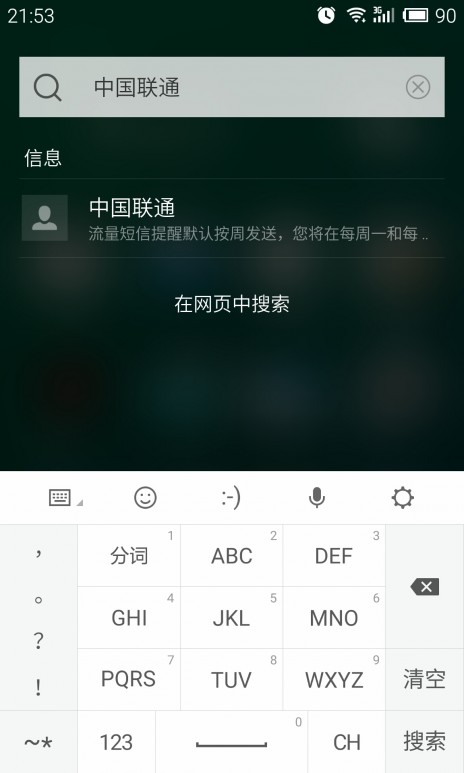 21:53
3G
90
中国联通
信息
中国联通
流量短信提醒默认按周发送，您将在每周一和每 ..
在网页中搜索
:-)
， 分词 1 ABC 2 DEF 3
。 GHI 4 JKL 5 MNO 6
？
！ PQRS 7 TUV 8 WXYZ 9 清空
~* 123 0 CH 搜索